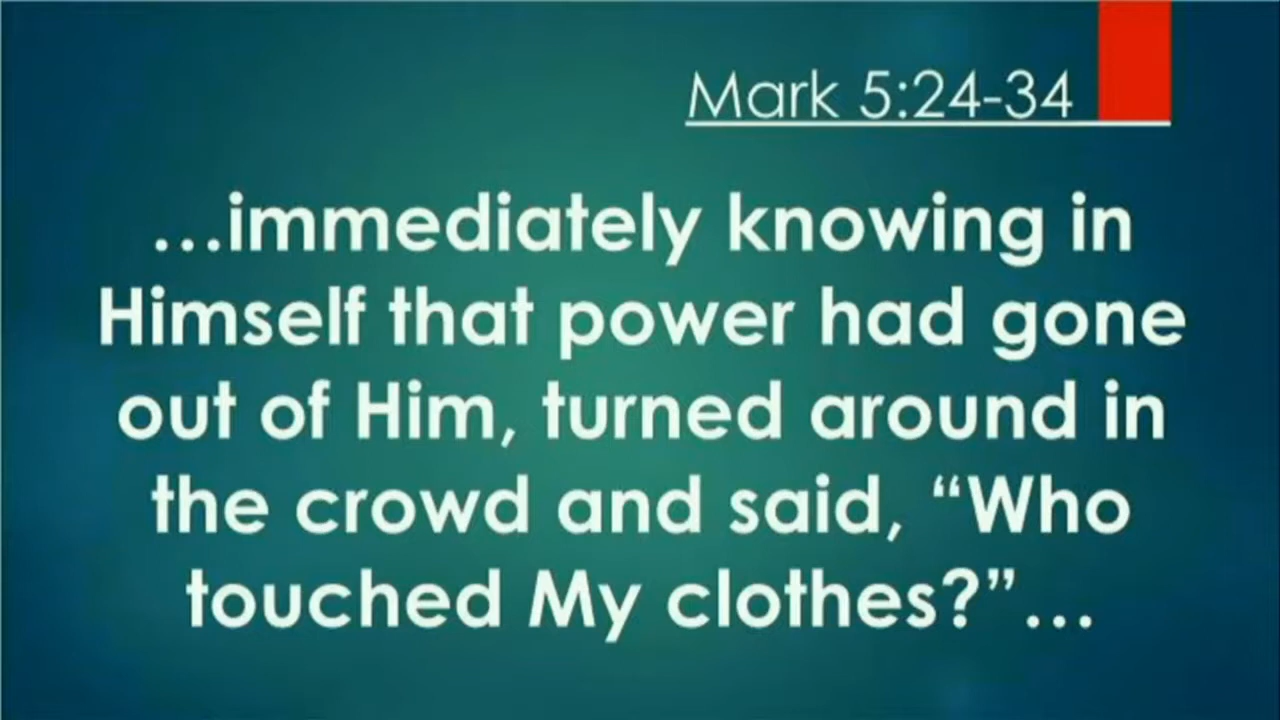 Mark 5:24-34
…immediately knowing in
Himself that power had gone
out of Him, turned around in
the crowd and said, “Who
touched My clothes?”…